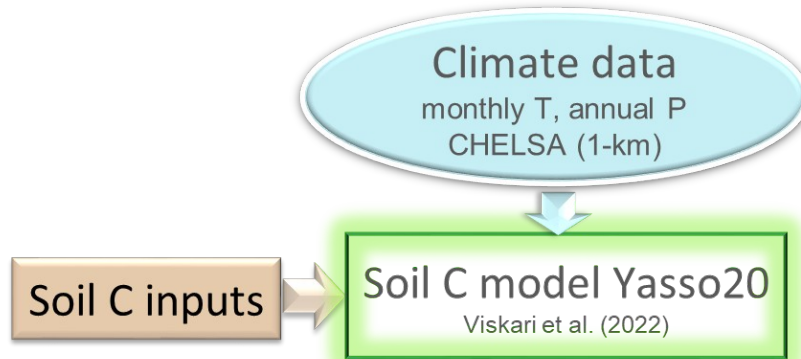 Climate data
monthly T, annual P
CHELSA (1-km)
Soil C inputs
Soil C model Yasso20
Viskari et al. (2022)